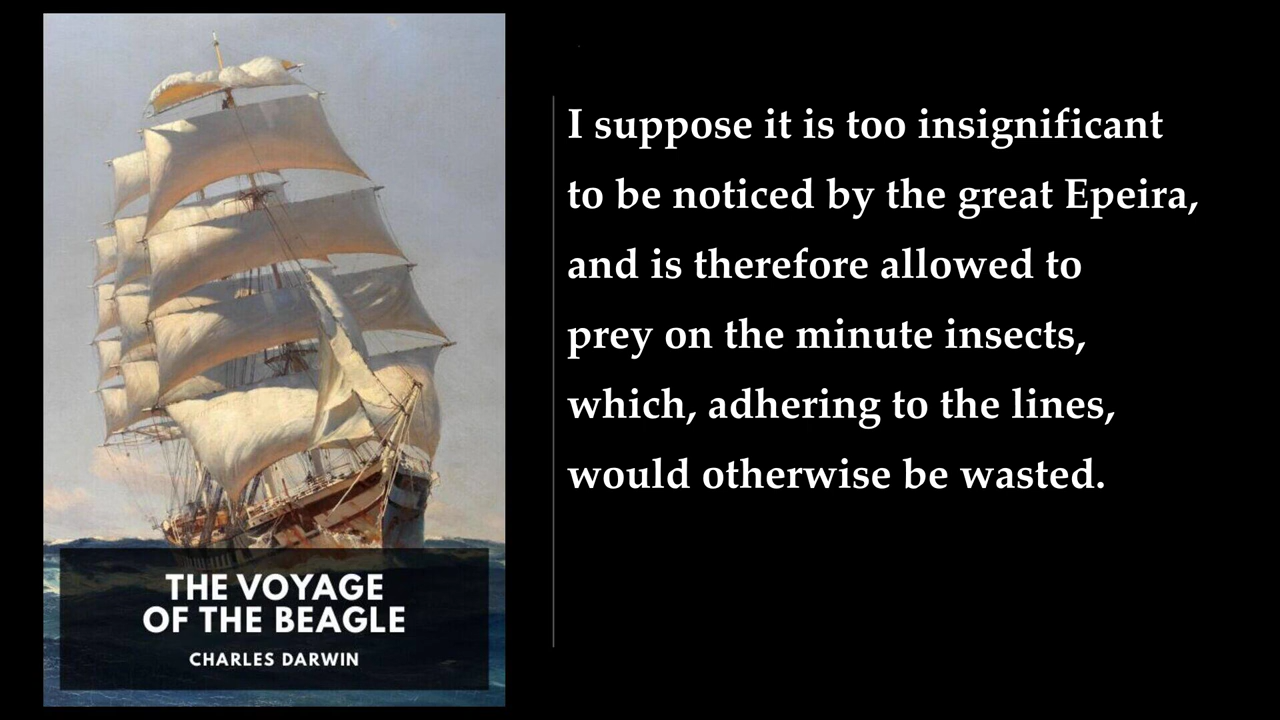 THE VOYAGE
OF THE BEAGLE
CHARLES DARWIN
I suppose it is too insignificant
to be noticed by the great Epeira,
and is therefore allowed to
prey on the minute insects,
which, adhering to the lines,
would otherwise be wasted.